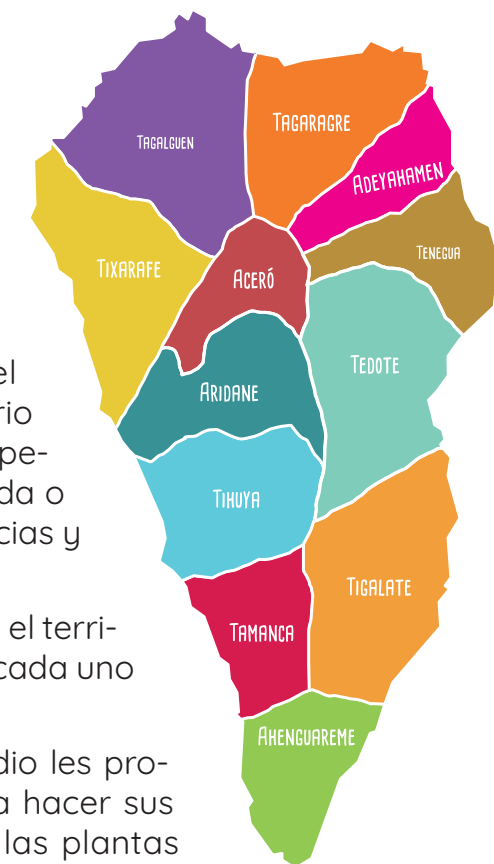 TAGALGUEN
TAGARAGRE
ADEYAHAMEN
TENEGUA
TIXARAFE
ACERÓ
TEDOTE
ARIDANE
TIHUYA
TIGALATE
TAMANCA
AHENGUAREME
el
rio
pe-
da o
cias y
el terri-
cada uno
dio les pro-
a hacer sus
las plantas